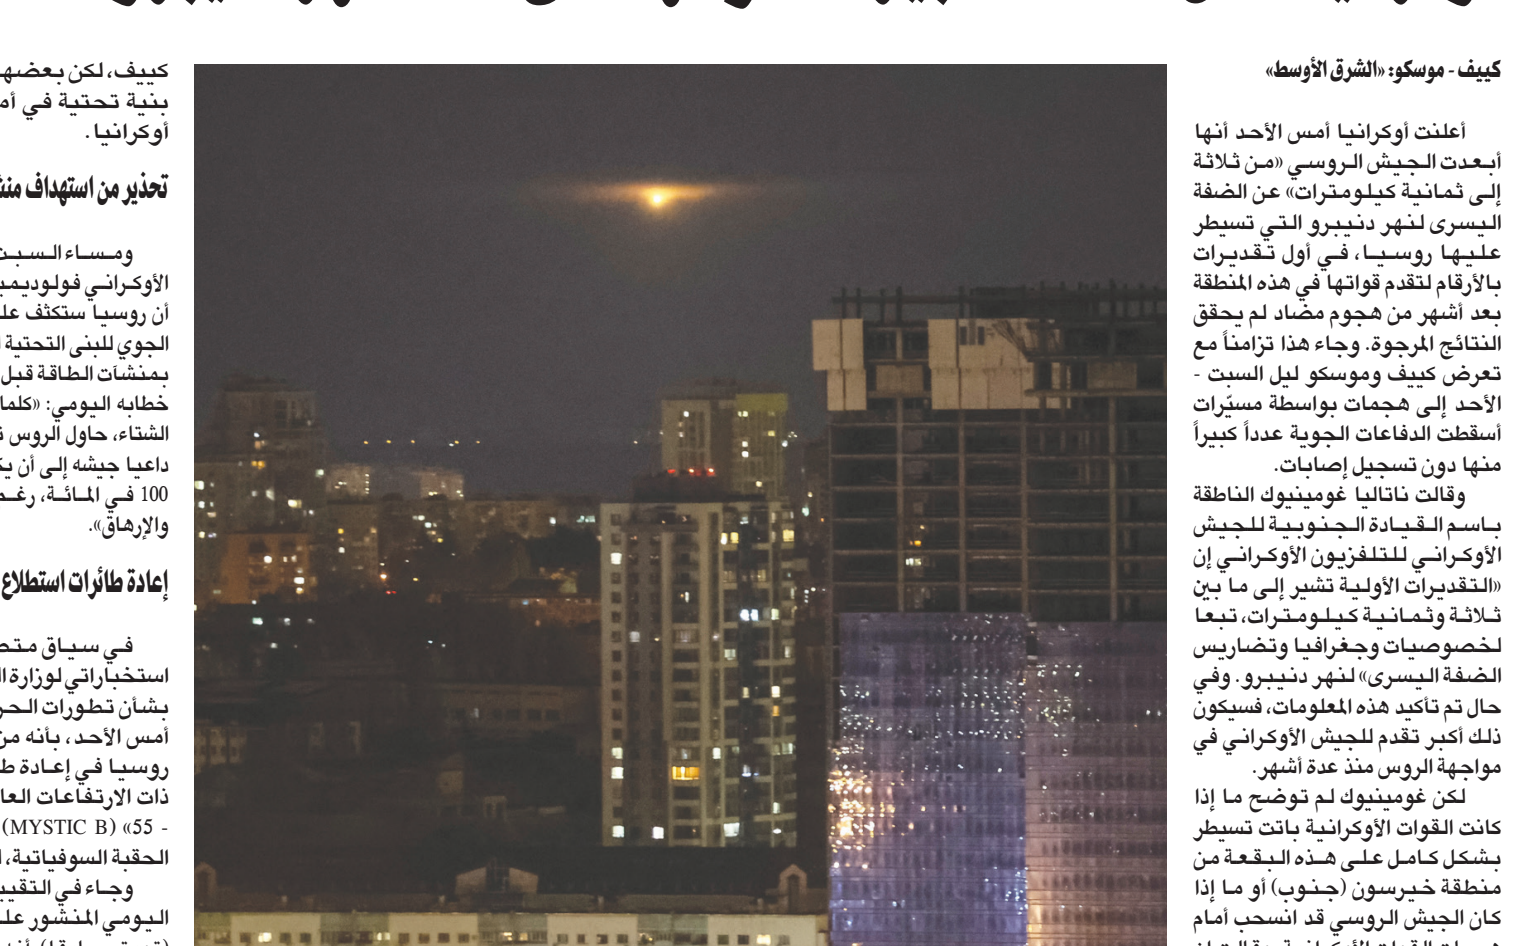 كييف - موسكو: «الشرق الأوسط»
أعلنت أوكرانيا أمس الأحد أنها
أبعدت الجيش الروسي «من ثلاثة
إلى ثمانية كيلومترات» عن الضفة
اليسرى لنهر دنيبرو التي تسيطر
عليها روسيا، في أول تقديرات
بالأرقام لتقدم قواتها في هذه المنطقة
بعد أشهر من هجوم مضاد لم يحقق
النتائج المرجوة. وجاء هذا تزامناً مع
تعرض كييف وموسكو ليل السبت -
الأحد إلى هجمات بواسطة مسيّرات
أسقطت الدفاعات الجوية عدداً كبيراً
منها دون تسجيل إصابات.
وقالت ناتاليا غومينيوك الناطقة
باسم القيادة الجنوبية للجيش
الأوكراني للتلفزيون الأوكراني إن
«التقديرات الأولية تشير إلى ما بين
ثلاثة وثمانية كيلومترات، تبعا
لخصوصيات وجغرافيا وتضاريس
الضفة اليسرى» لنهر دنيبرو. وفي
حال تم تأكيد هذه المعلومات، فسيكون
ذلك أكبر تقدم للجيش الأوكراني في
مواجهة الروس منذ عدة أشهر.
لكن غومينيوك لم توضح ما إذا
كانت القوات الأوكرانية باتت تسيطر
بشكل كامل على هذه البقعة من
منطقة خيرسون (جنوب) أو ما إذا
كان الجيش الروسي قد انسحب أمام
كييف، لكن بعضها
بنية تحتية في
أوكرانيا.
تحذير من استهداف
ومساء السبت
الأوكراني
أن روسيا ستكثف
الجوي للبنى التحتية
بمنشآت الطاقة قبل
خطابه اليومي:
الشتاء، حاول الروس
داعيا جيشه إلى أن
100 في المائة، رغم
والإرهاق».
إعادة طائرات استطلاع
في سياق
استخباراتي لوزارة
بشأن تطورات
أمس الأحد، بأنه
روسيا في إعادة
ذات الارتفاعات
- 55» (MYSTIC B)
الحقبة السوفياتية،
وجاء في
اليومي المنشور